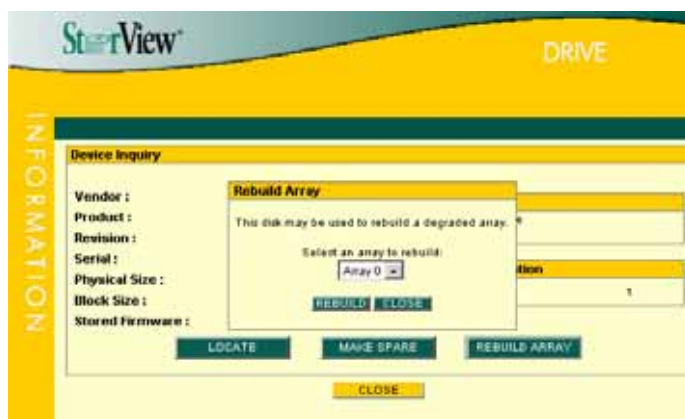 StorView
DRIVE
INFORMATION
Device Inquiry
Vendor :
Product :
Revision :
Serial :
Physical Size :
Block Size :
Stored Firmware :
Rebuild Array
This disk may be used to rebuild a degraded array.
Select an array to rebuild:
Array 0
REBUILD CLOSE
1
LOCATE MAKE SPARE REBUILD ARRAY
CLOSE